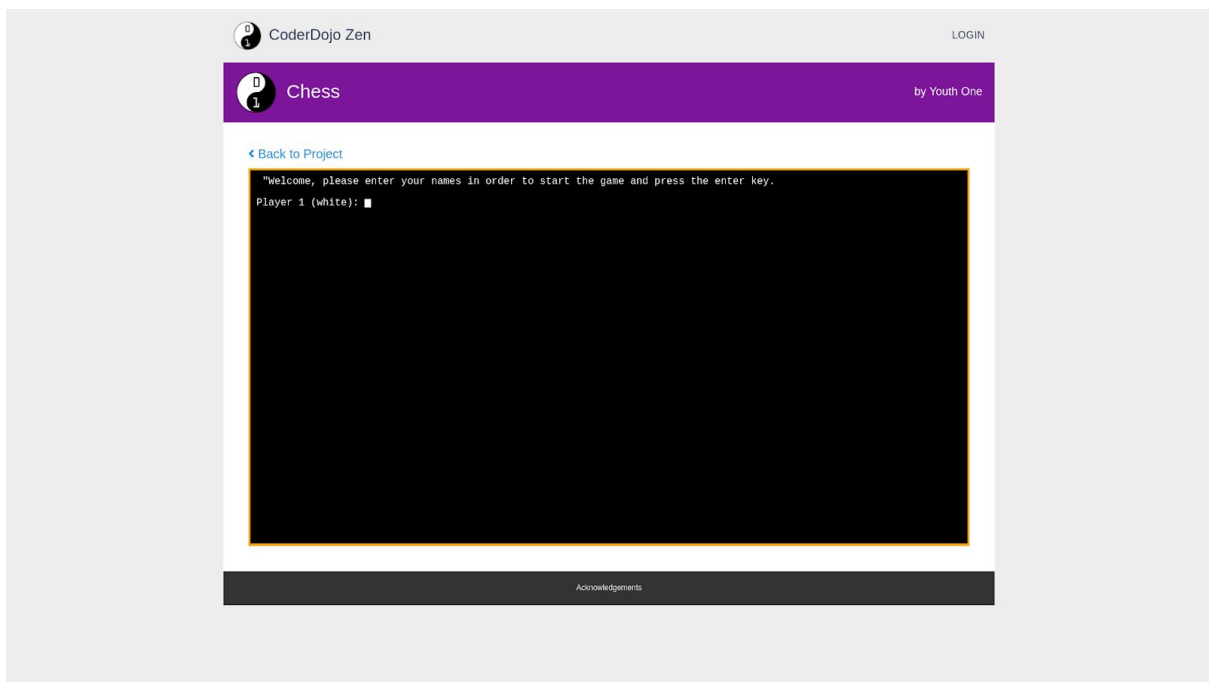 CoderDojo Zen
LOGIN
Chess
by Youth One
Back to Project
"Welcome, please enter your names in order to start the game and press the enter key.
Player 1 (white):
Acknowledgements